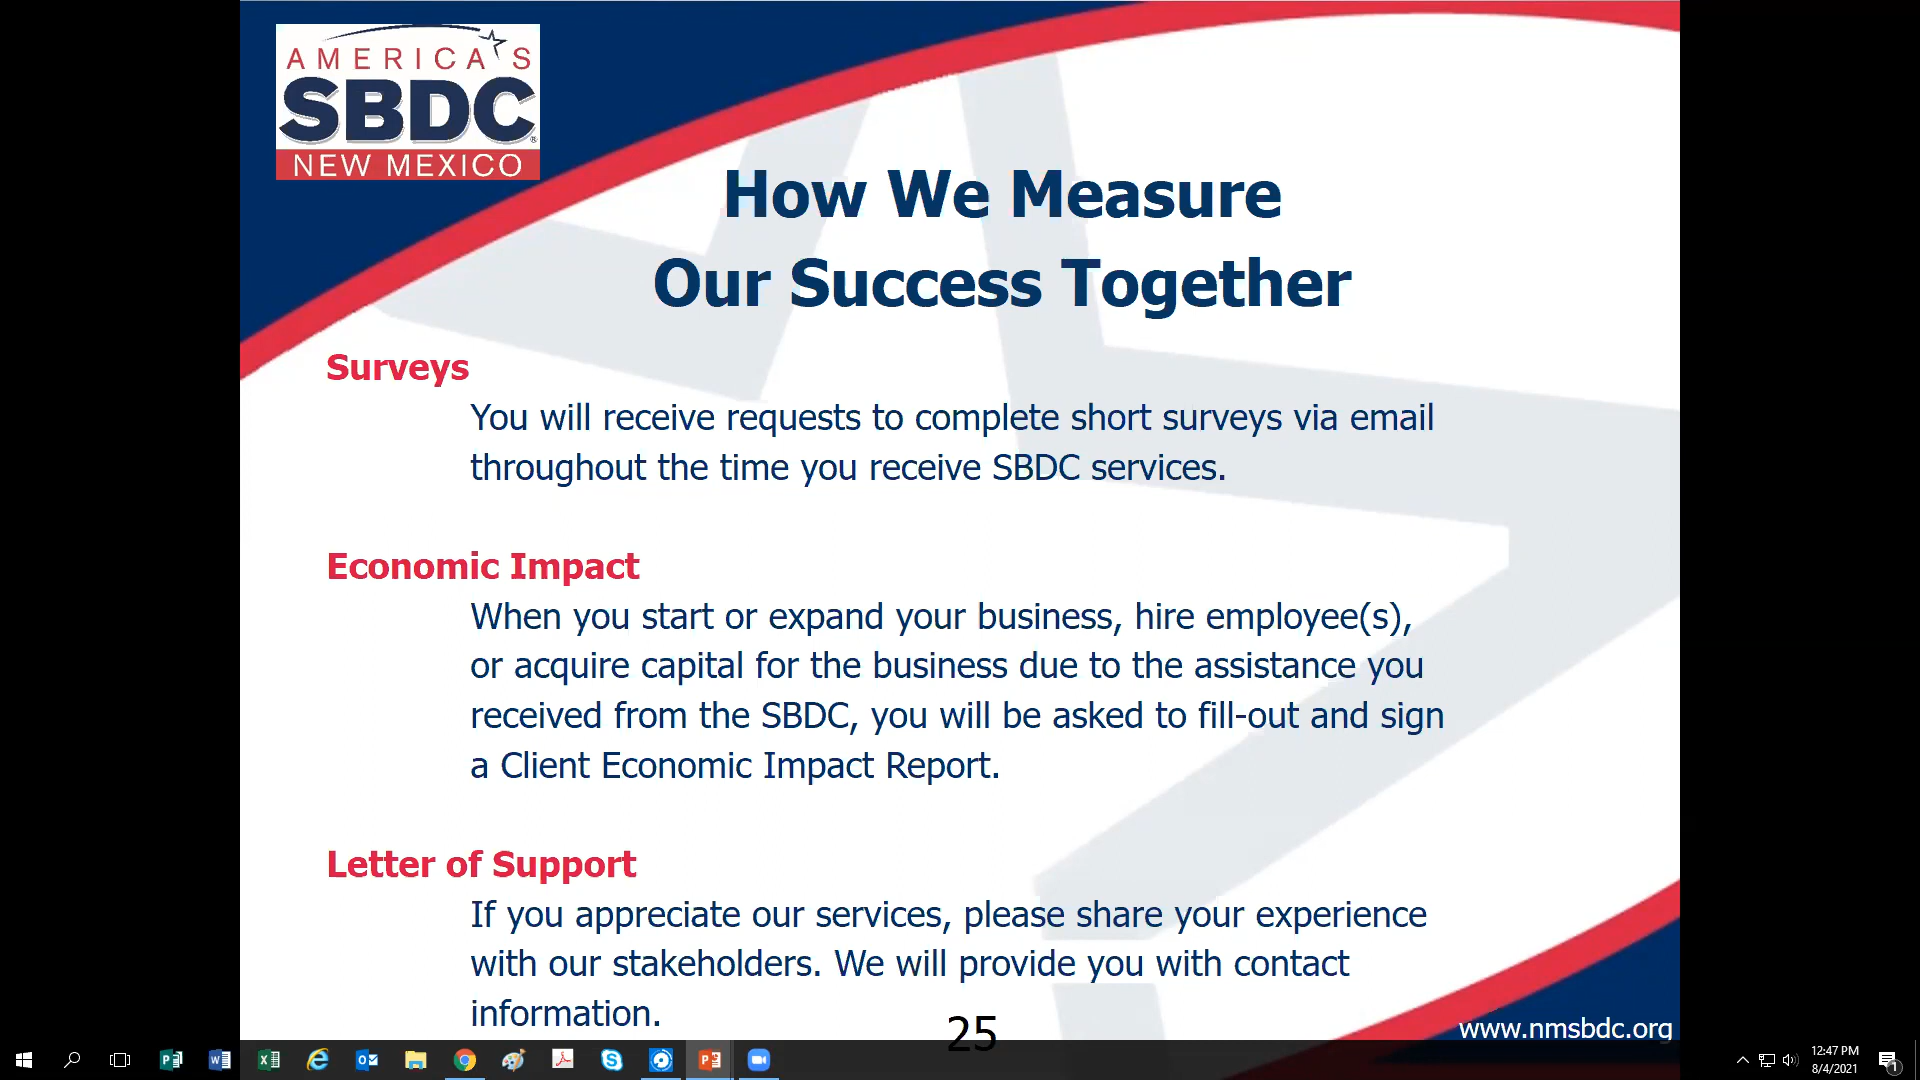 AMERICA'S
SBDC
NEW MEXICO
How We Measure
Our Success Together
Surveys
You will receive requests to complete short surveys via email
throughout the time you receive SBDC services.
Economic Impact
When you start or expand your business, hire employee(s),
or acquire capital for the business due to the assistance you
received from the SBDC, you will be asked to fill-out and sign
a Client Economic Impact Report.
Letter of Support
If you appreciate our services, please share your experience
with our stakeholders. We will provide you with contact
information.
25
www.nmsbdc.org
12:47 PM
8/4/2021
1